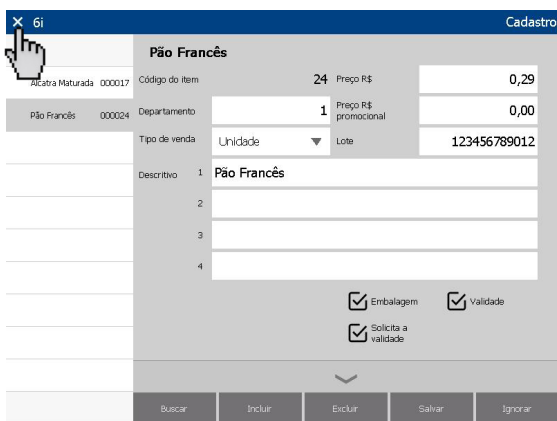 6i Cadastro
Pão Francês
Alcatra Maturada 000017
Pão Francês 000024
Código do item 24 Preço R$ 0,29
Departamento 1 Preço R$ promocional 0,00
Tipo de venda Unidade Lote 123456789012
Descritivo 1 Pão Francês
2
3
4
Embalagem Validade
Solicita a validade
Buscar Incluir Excluir Salvar Ignorar